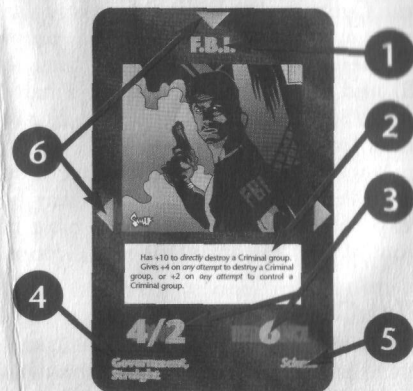 F.B.I.
1
2
6
FBI
Has +10 to directly destroy a Criminal group.
Gives +4 on any attempt to destroy a Criminal
group, or +2 on any attempt to control a
Criminal group.
3
4/2
6
4
Government,
Straight
5